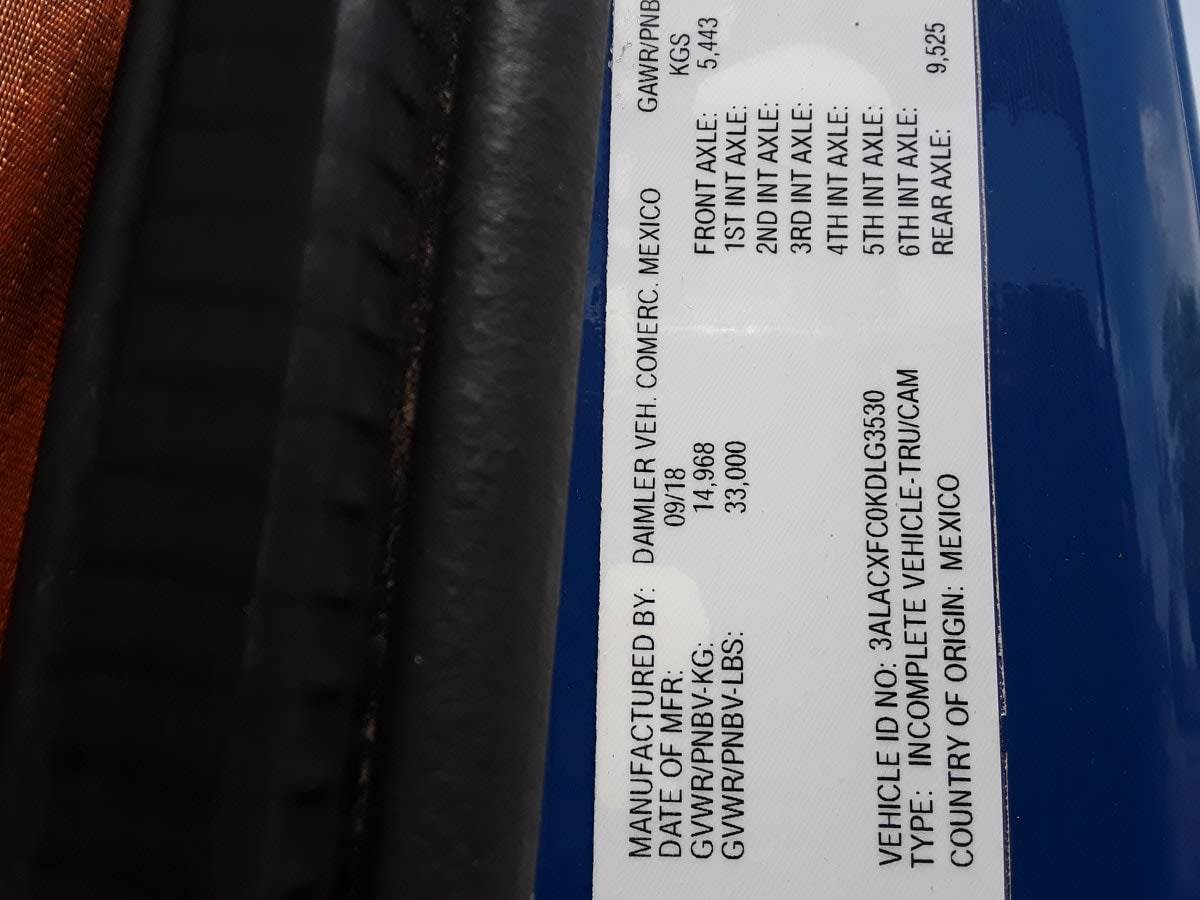 MANUFACTURED BY: DAIMLER VEH. COMERC. MEXICO
DATE OF MFR: 09/18
GVWR/PNBV-KG: 14,968
GVWR/PNBV-LBS: 33,000
GAWR/PNB
KGS
FRONT AXLE: 5,443
1ST INT AXLE:
2ND INT AXLE:
3RD INT AXLE:
4TH INT AXLE:
5TH INT AXLE:
6TH INT AXLE:
REAR AXLE: 9,525
VEHICLE ID NO: 3ALACXFC0KDLG3530
TYPE: INCOMPLETE VEHICLE-TRU/CAM
COUNTRY OF ORIGIN: MEXICO